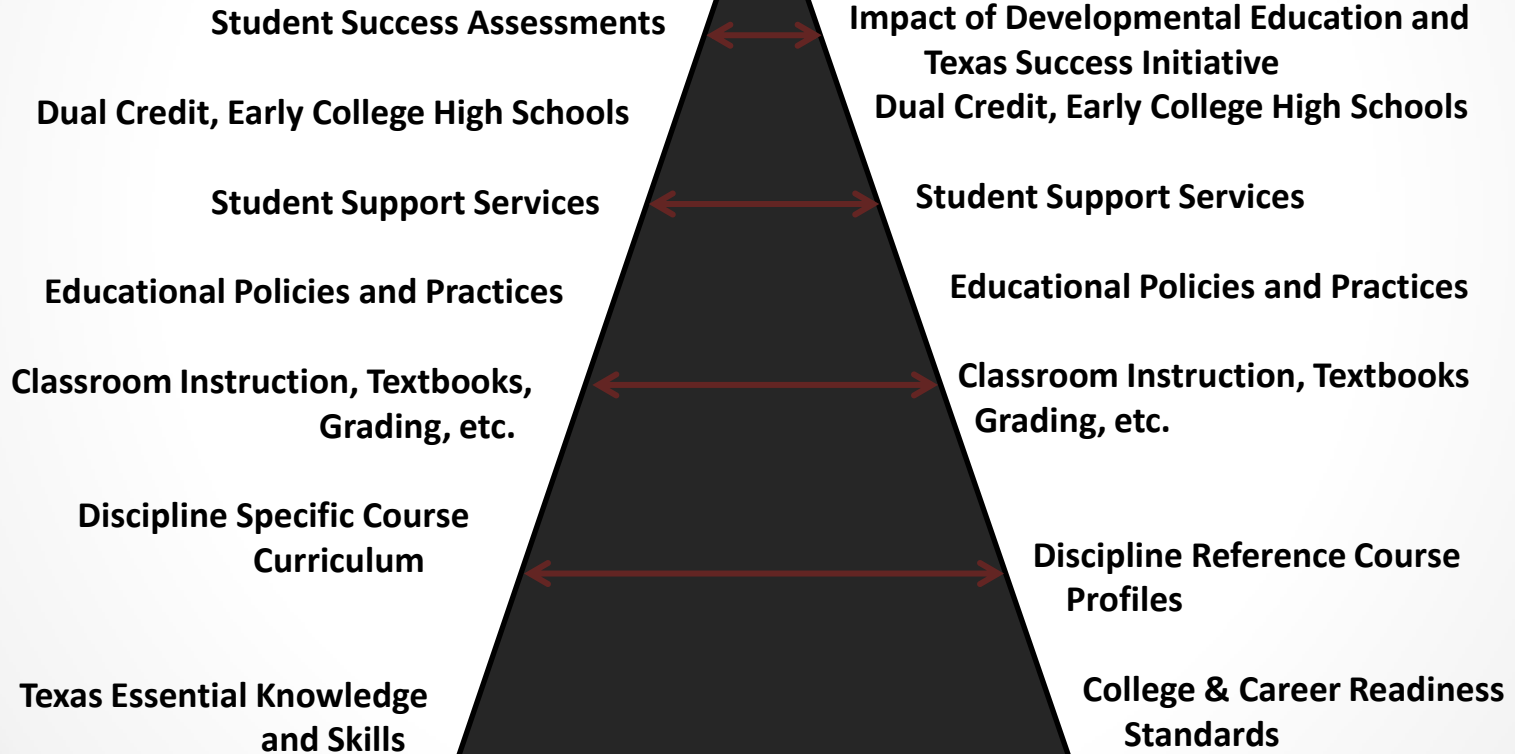 Student Success Assessments
Dual Credit, Early College High Schools
Student Support Services
Educational Policies and Practices
Classroom Instruction, Textbooks,
Grading, etc.
Discipline Specific Course
Curriculum
Texas Essential Knowledge
and Skills
Impact of Developmental Education and
Texas Success Initiative
Dual Credit, Early College High Schools
Student Support Services
Educational Policies and Practices
Classroom Instruction, Textbooks
Grading, etc.
Discipline Reference Course
Profiles
College & Career Readiness
Standards